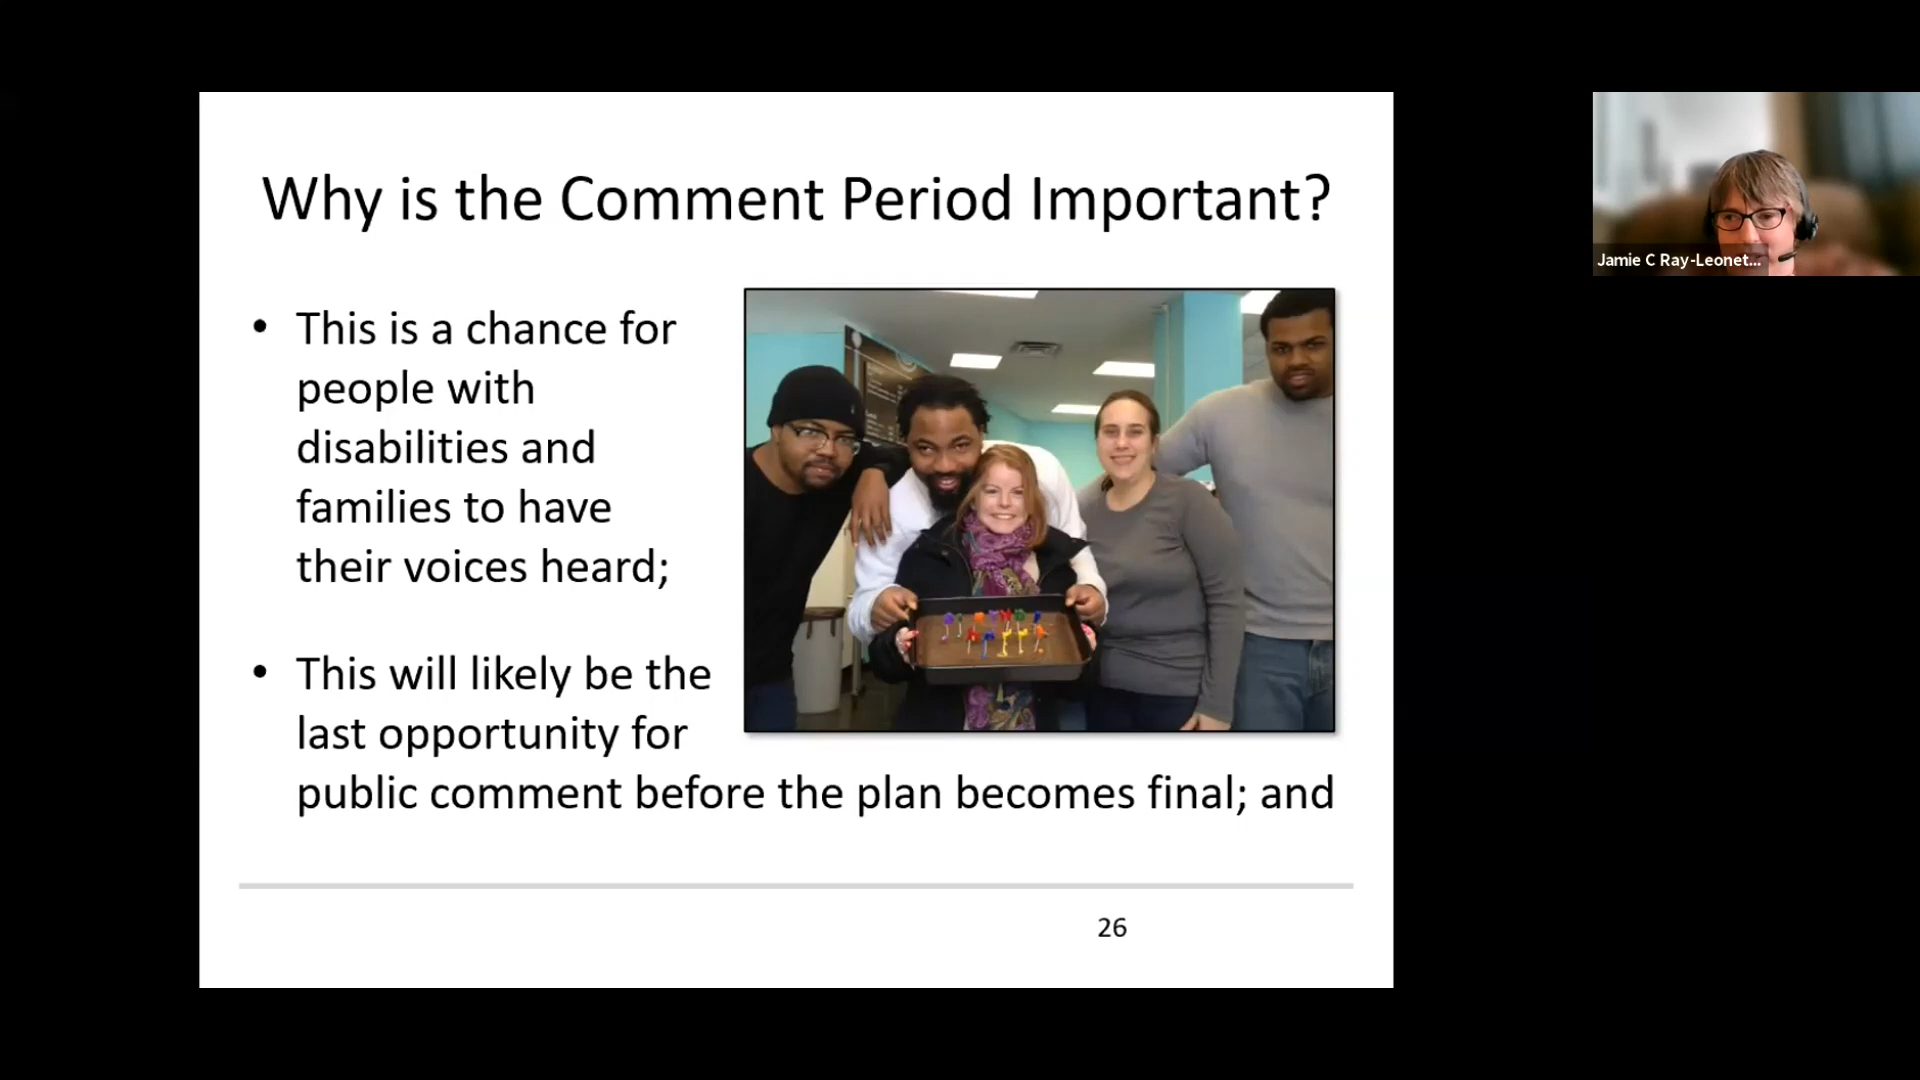 Why is the Comment Period Important?
• This is a chance for
people with
disabilities and
families to have
their voices heard;
• This will likely be the
last opportunity for
public comment before the plan becomes final; and
26
Jamie C Ray-Leonet...